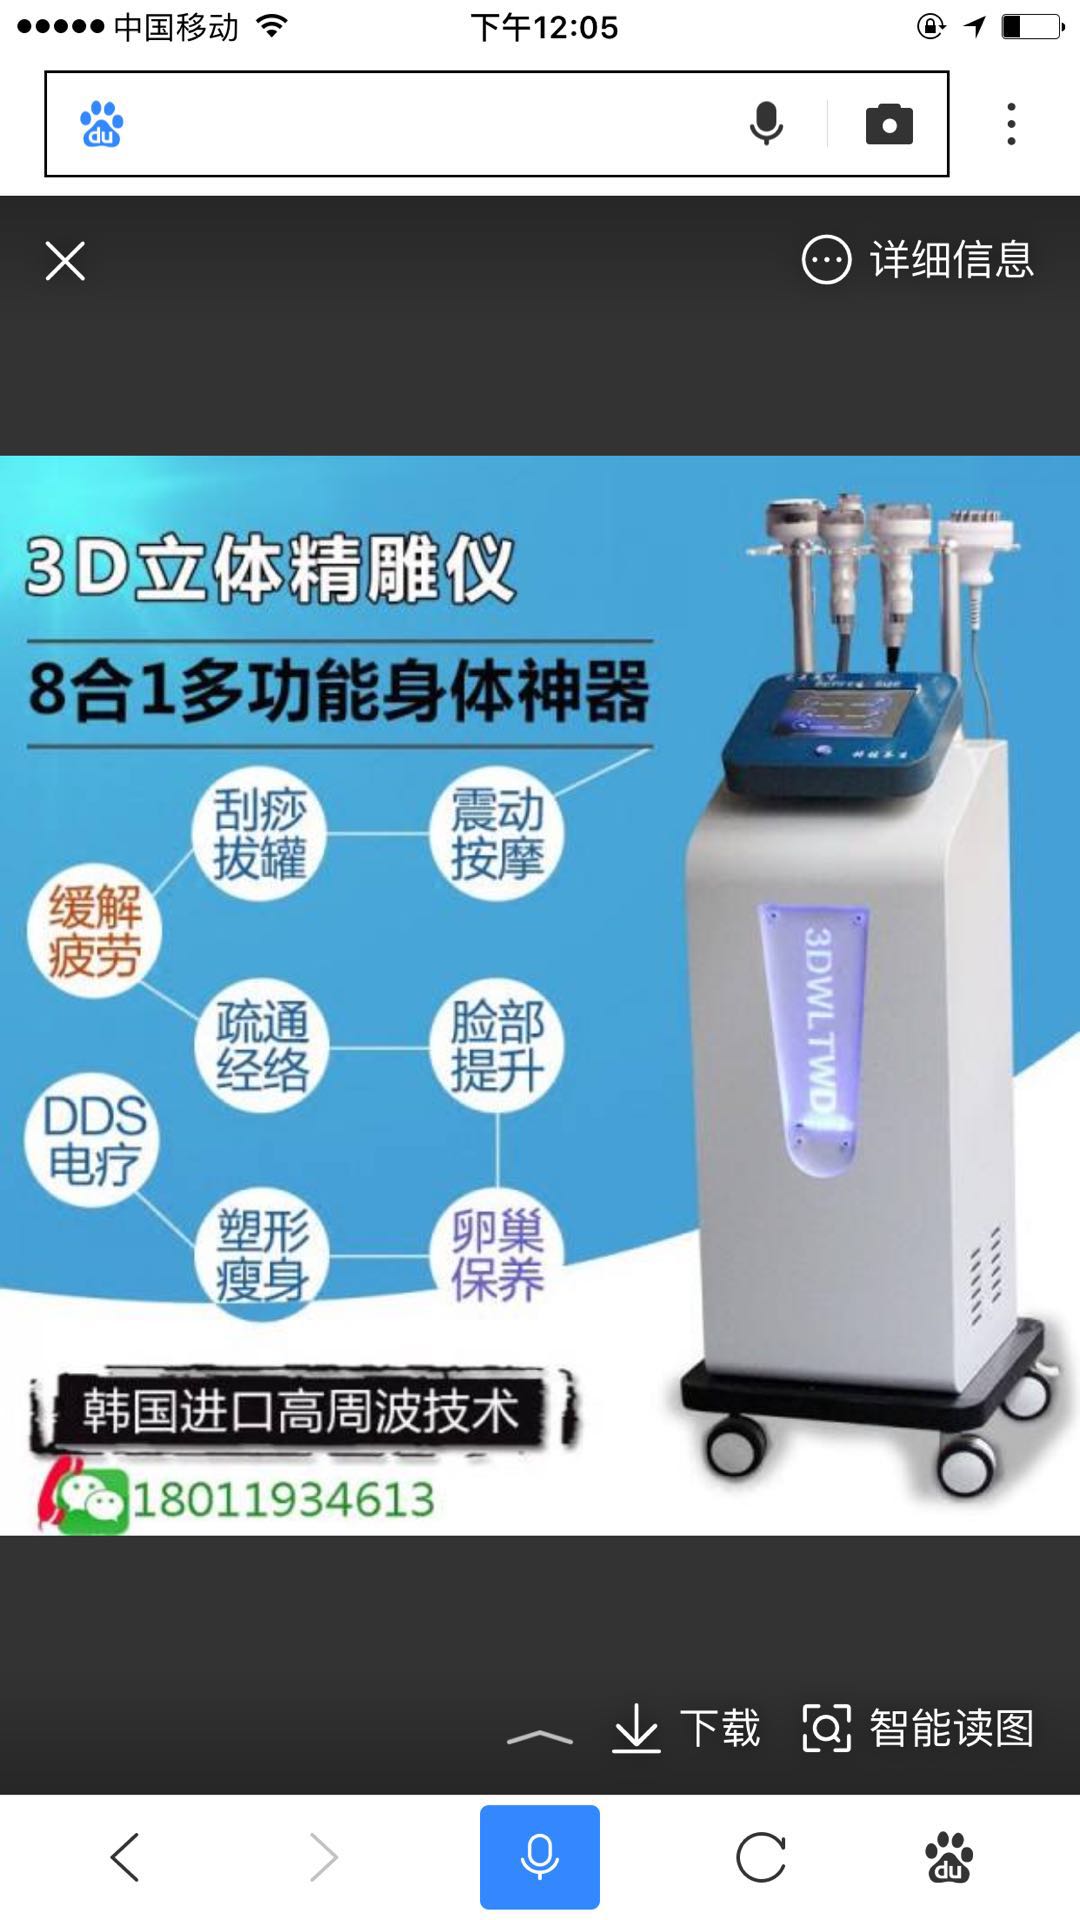 中国移动
下午12:05
du
详细信息
3D立体精雕仪
8合1多功能身体神器
刮痧
拔罐
震动
按摩
缓解
疲劳
疏通
经络
脸部
提升
DDS
电疗
塑形
瘦身
卵巢
保养
3DWLTWD
韩国进口高周波技术
18011934613
下载
智能读图
du